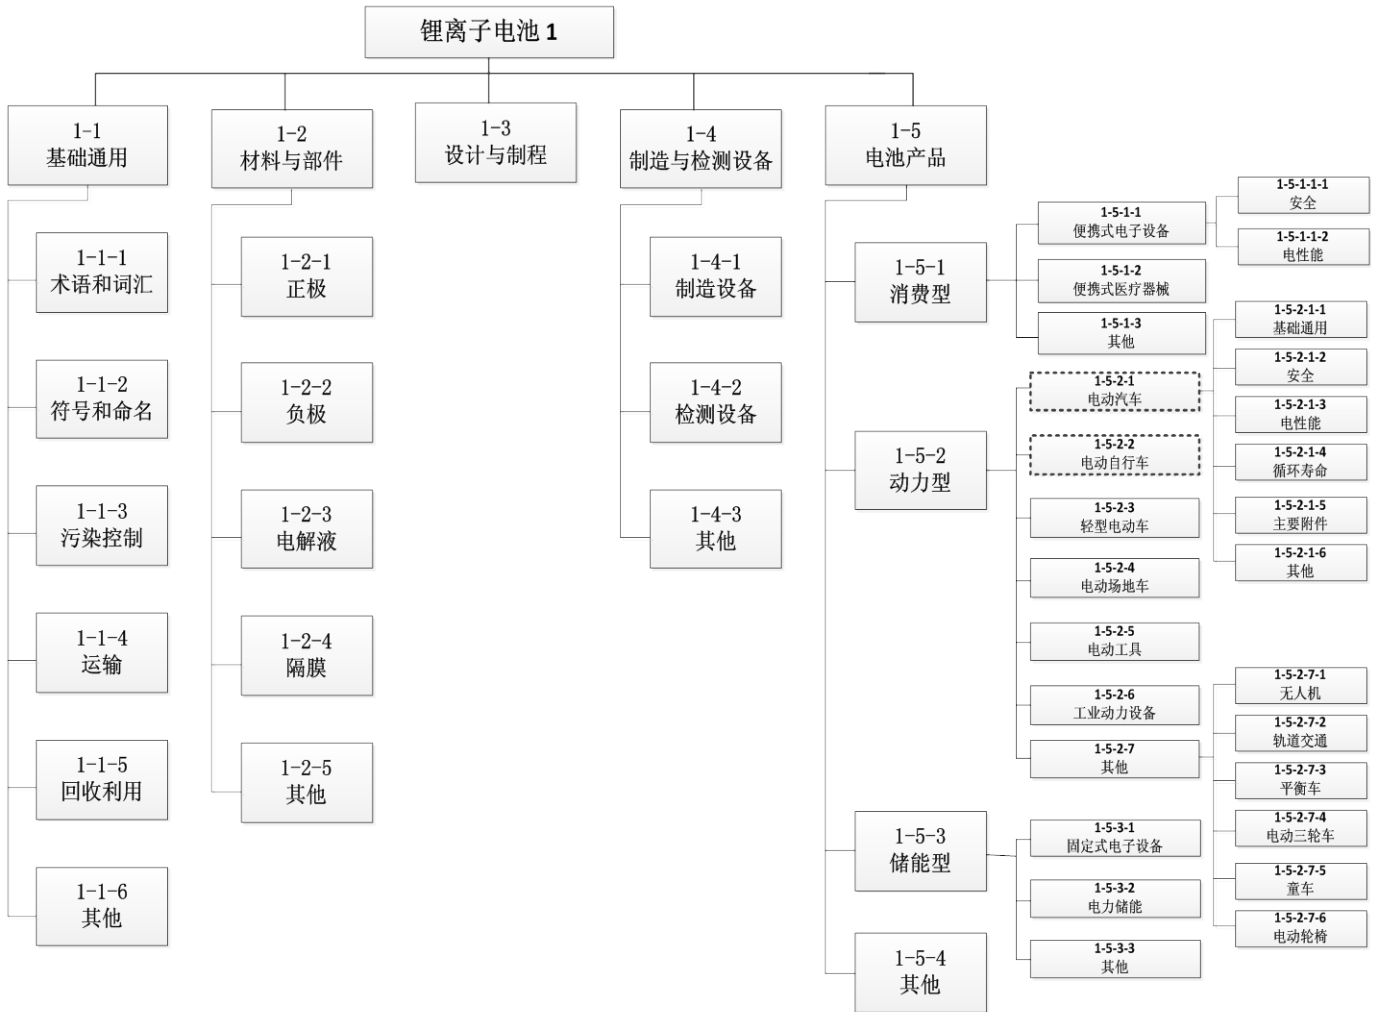 锂离子电池 1
1-1
基础通用
1-1-1
术语和词汇
1-1-2
符号和命名
1-1-3
污染控制
1-1-4
运输
1-1-5
回收利用
1-1-6
其他
1-2
材料与部件
1-2-1
正极
1-2-2
负极
1-2-3
电解液
1-2-4
隔膜
1-2-5
其他
1-3
设计与制程
1-4
制造与检测设备
1-4-1
制造设备
1-4-2
检测设备
1-4-3
其他
1-5
电池产品
1-5-1
消费型
1-5-1-1
便携式电子设备
1-5-1-1-1
安全
1-5-1-1-2
电性能
1-5-1-2
便携式医疗器械
1-5-1-3
其他
1-5-2
动力型
1-5-2-1
电动汽车
1-5-2-1-1
基础通用
1-5-2-1-2
安全
1-5-2-1-3
电性能
1-5-2-1-4
循环寿命
1-5-2-1-5
主要附件
1-5-2-1-6
其他
1-5-2-2
电动自行车
1-5-2-3
轻型电动车
1-5-2-4
电动场地车
1-5-2-5
电动工具
1-5-2-6
工业动力设备
1-5-2-7
其他
1-5-2-7-1
无人机
1-5-2-7-2
轨道交通
1-5-2-7-3
平衡车
1-5-2-7-4
电动三轮车
1-5-2-7-5
童车
1-5-2-7-6
电动轮椅
1-5-3
储能型
1-5-3-1
固定式电子设备
1-5-3-2
电力储能
1-5-3-3
其他
1-5-4
其他